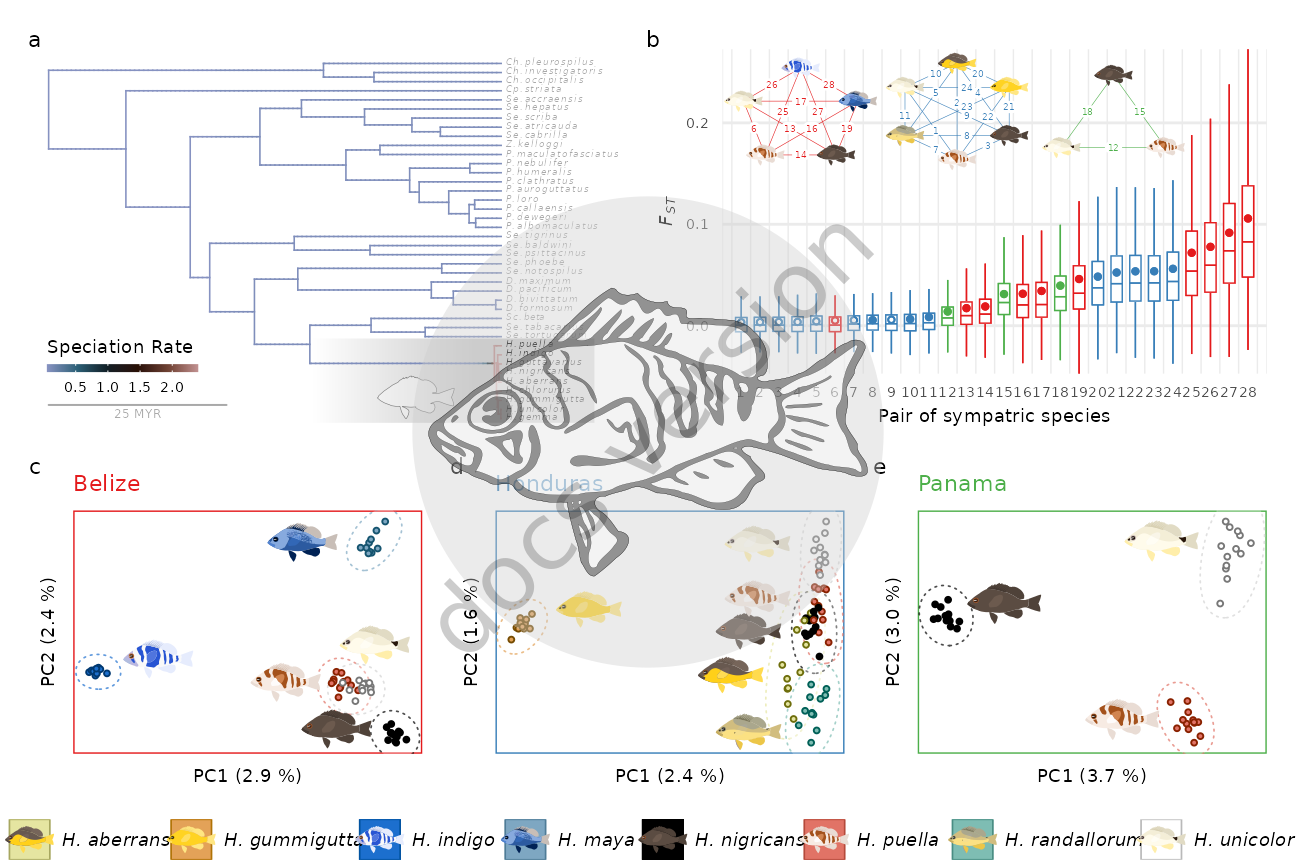 a
Ch. pleurospilus
Ch. investigatoris
Ch. occipitalis
Cp. striata
Se. accraensis
Se. hepatus
Se. scriba
Se. atricauda
Se. cabrilla
Z. kelloggi
P. maculatofasciatus
P. nebulifer
P. humeralis
P. clathratus
P. auroguttatus
P. loro
P. callaensis
P. dewegeri
P. albomaculatus
Se. tigrinus
Se. baldwini
Se. psittacinus
Se. phoebe
Se. notospilus
D. maximum
D. pacificum
D. bivittatum
D. formosum
Sc. beta
Se. tabacarius
Se. tortugarum
H. puella
H. indigo
H. guttavarius
H. nigricans
H. aberrans
H. chlorurus
H. gummigutta
H. unicolor
H. gemma
Speciation Rate
0.5 1.0 1.5 2.0
25 MYR
b
0.2
0.1
0.0
FST
26 28 17 25 27 6 13 16 19 14
10 20 24 5 4 2 23 21 11 9 22 1 8 7 3
18 15 12
1 2 3 4 5 6 7 8 9 10 11 12 13 14 15 16 17 18 19 20 21 22 23 24 25 26 27 28
Pair of sympatric species
docs version
c
Belize
PC2 (2.4 %)
PC1 (2.9 %)
d
Honduras
PC2 (1.6 %)
PC1 (2.4 %)
e
Panama
PC2 (3.0 %)
PC1 (3.7 %)
H. aberrans H. gummigutta H. indigo H. maya H. nigricans H. puella H. randallorum H. unicolor